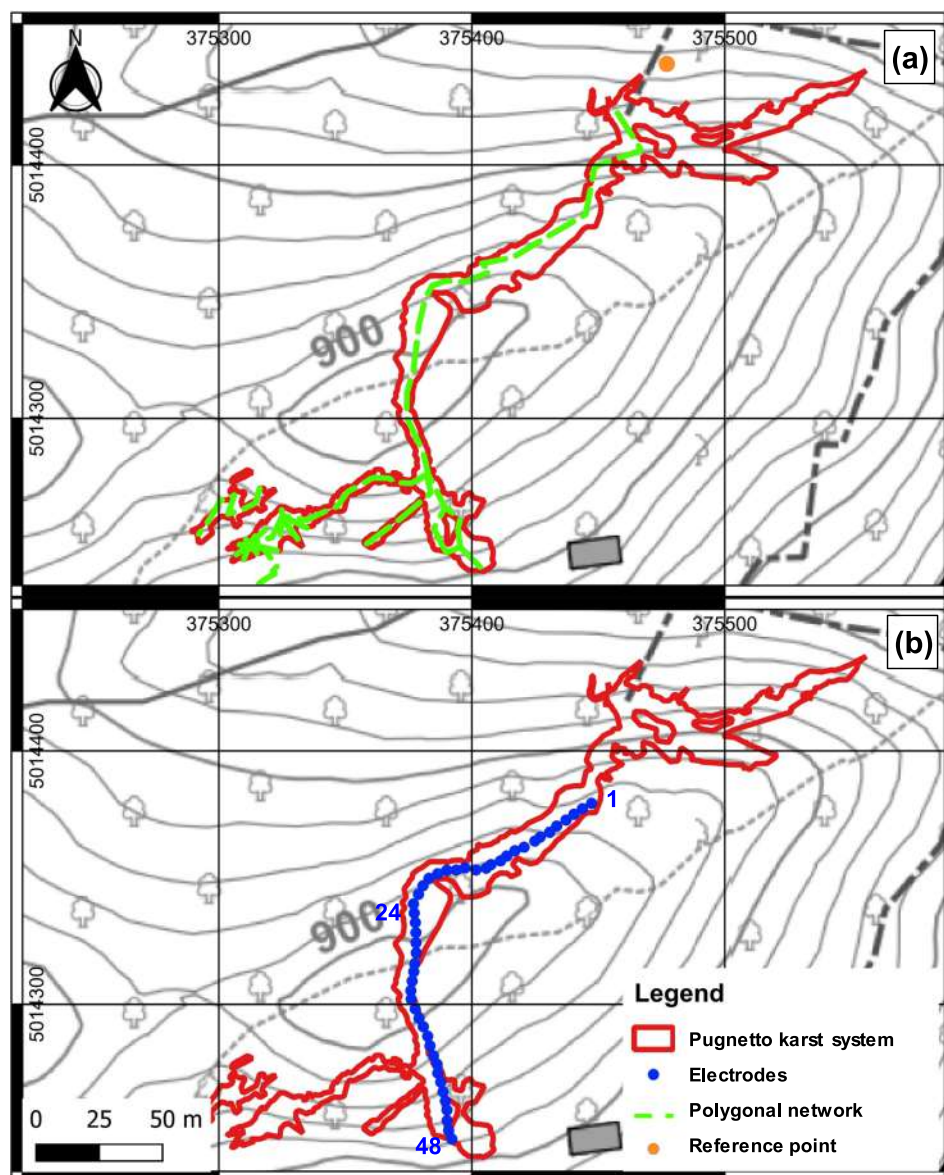 375300
375400
375500
(a)
N
5014400
900
5014300
375300
375400
375500
(b)
5014400
1
24
900
5014300
Legend
Pugnetto karst system
Electrodes
Polygonal network
Reference point
0 25 50 m
48